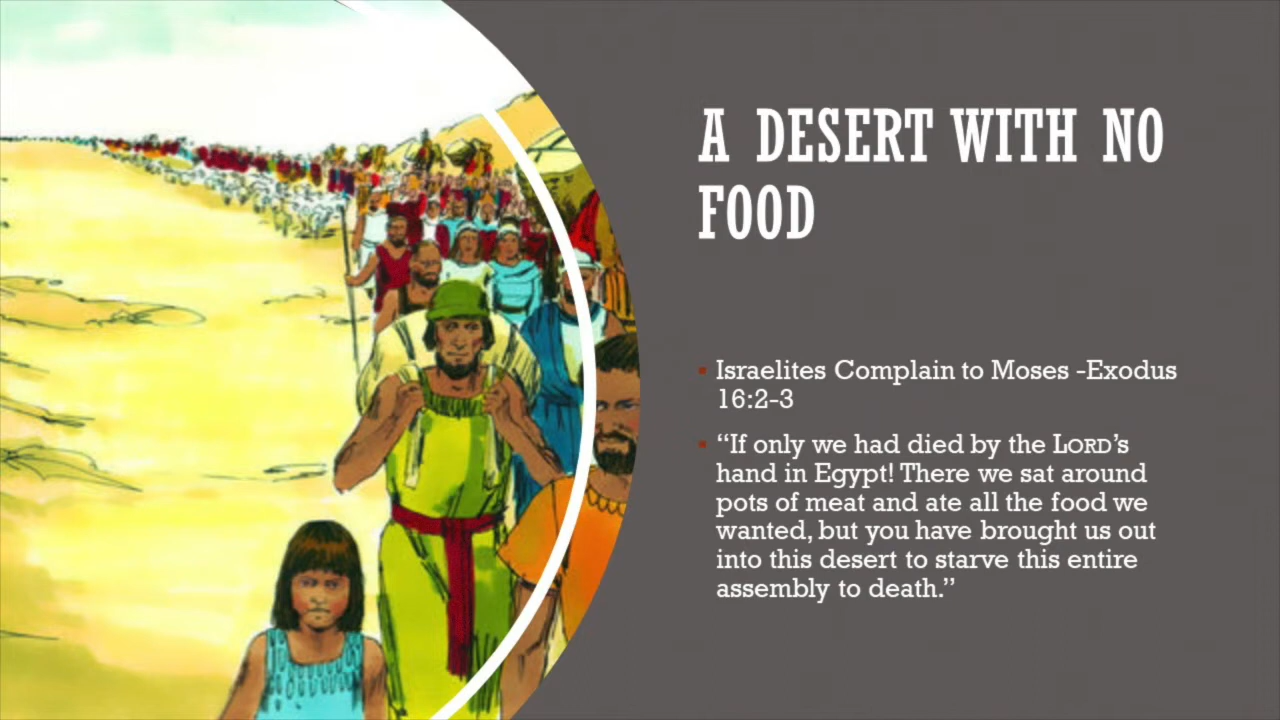 A DESERT WITH NO
FOOD
▪ Israelites Complain to Moses -Exodus
16:2-3
▪ “If only we had died by the LORD’s
hand in Egypt! There we sat around
pots of meat and ate all the food we
wanted, but you have brought us out
into this desert to starve this entire
assembly to death.”